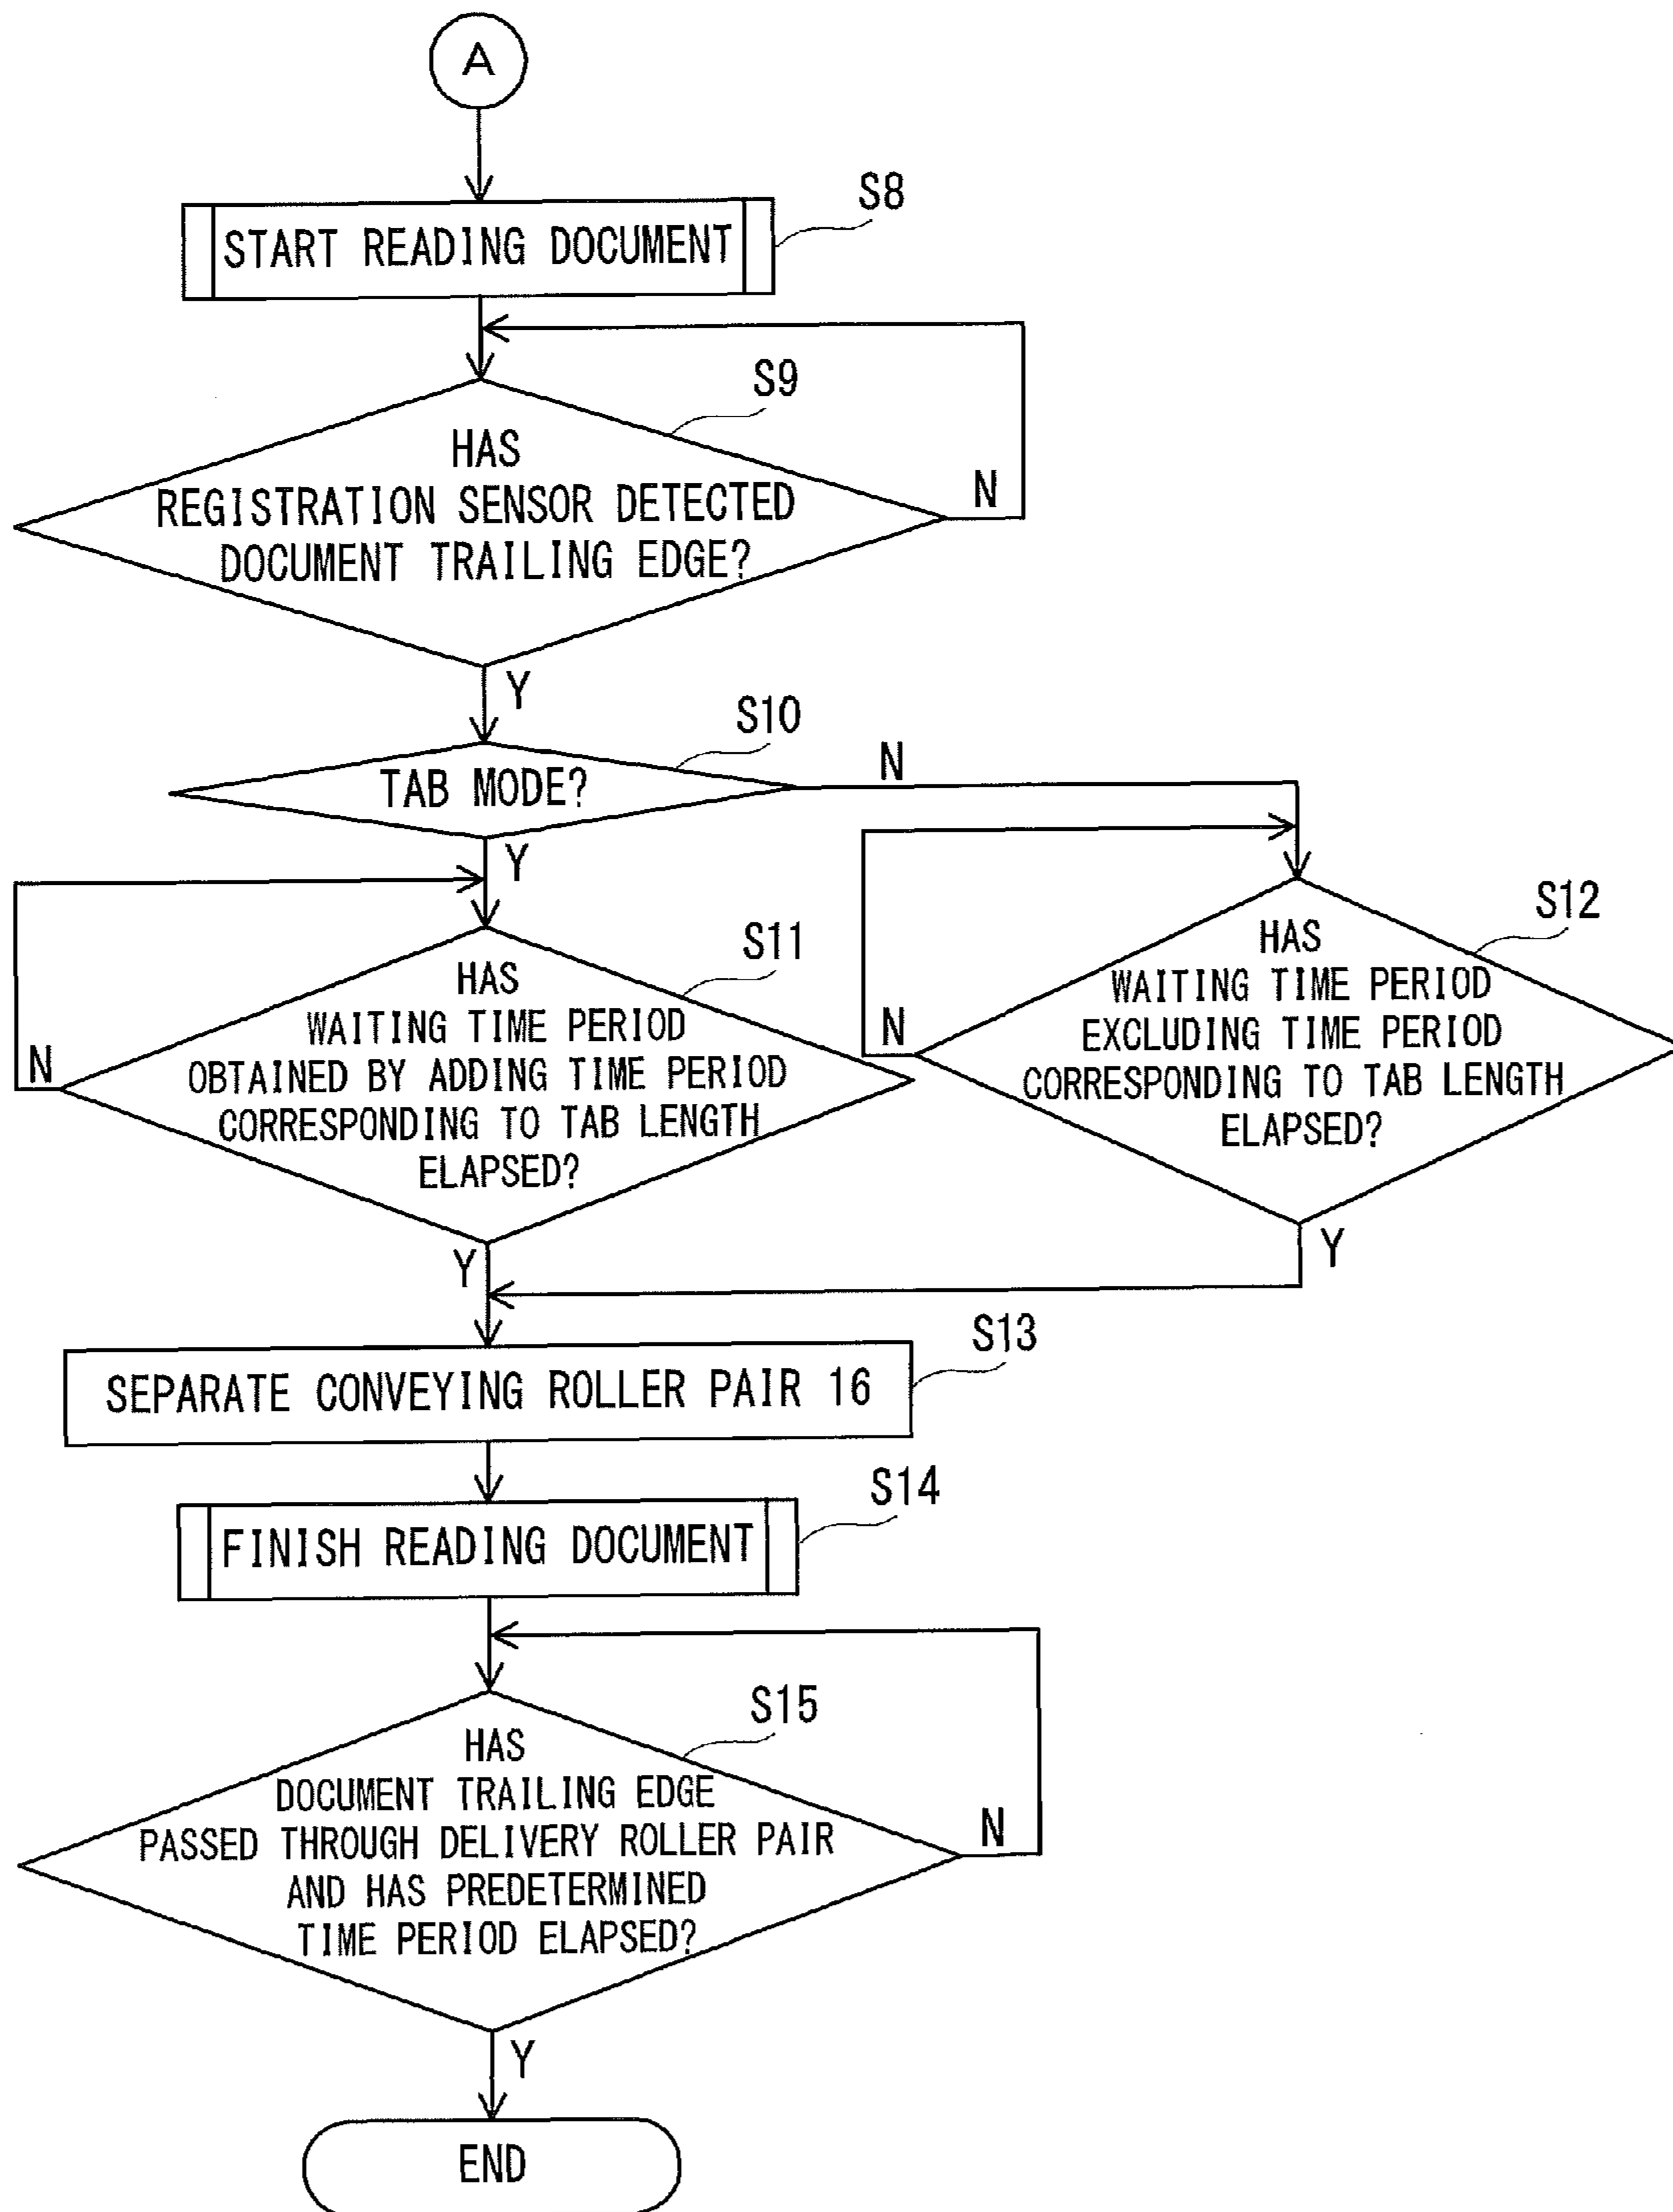 A
S8
START READING DOCUMENT
S9
HAS
REGISTRATION SENSOR DETECTED
DOCUMENT TRAILING EDGE?
N
Y
S10
TAB MODE?
N
Y
S11
HAS
WAITING TIME PERIOD
OBTAINED BY ADDING TIME PERIOD
CORRESPONDING TO TAB LENGTH
ELAPSED?
N
Y
S12
HAS
WAITING TIME PERIOD
EXCLUDING TIME PERIOD
CORRESPONDING TO TAB LENGTH
ELAPSED?
N
Y
S13
SEPARATE CONVEYING ROLLER PAIR 16
S14
FINISH READING DOCUMENT
S15
HAS
DOCUMENT TRAILING EDGE
PASSED THROUGH DELIVERY ROLLER PAIR
AND HAS PREDETERMINED
TIME PERIOD ELAPSED?
N
Y
END